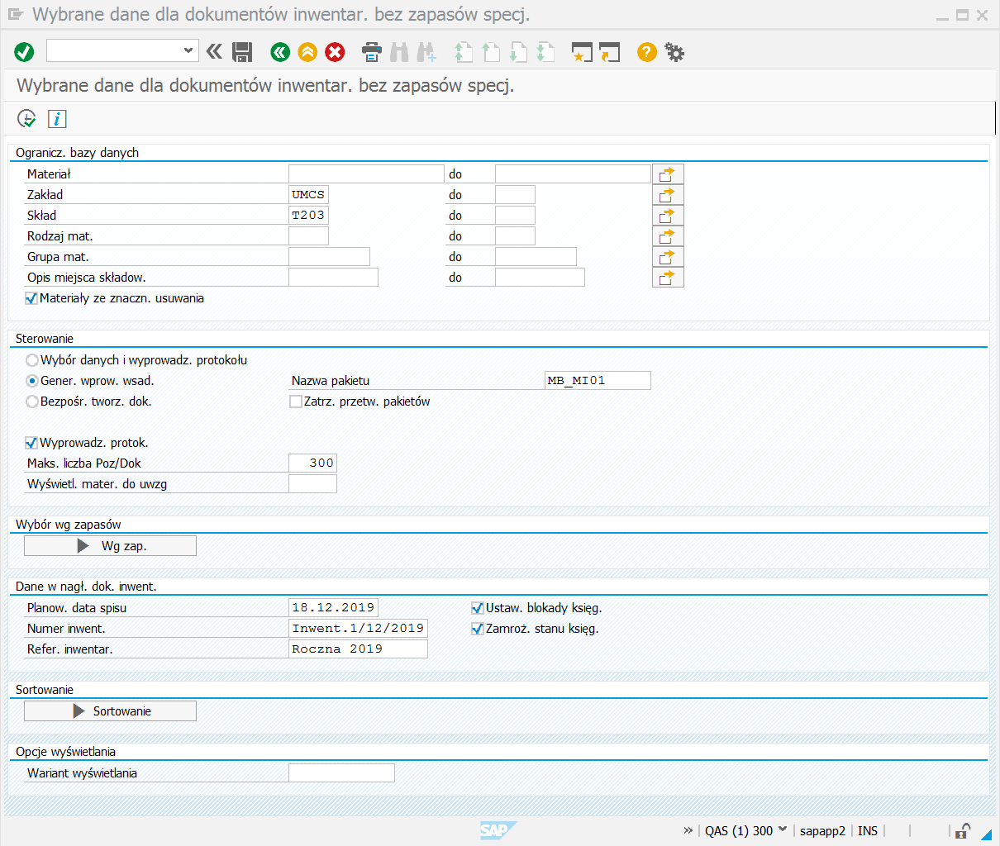 Wybrane dane dla dokumentów inwentar. bez zapasów specj.
Wybrane dane dla dokumentów inwentar. bez zapasów specj.
Ogranicz. bazy danych
Materiał do
Zakład UMCS do
Skład T203 do
Rodzaj mat. do
Grupa mat. do
Opis miejsca składow. do
Materiały ze znaczn. usuwania
Sterowanie
Wybór danych i wyprowadz. protokołu
Gener. wprow. wsad. Nazwa pakietu MB_MI01
Bezpośr. tworz. dok. Zatrz. przetw. pakietów
Wyprowadz. protok.
Maks. liczba Poz/Dok 300
Wyświetl. mater. do uwzg
Wybór wg zapasów
Wg zap.
Dane w nagł. dok. inwent.
Planow. data spisu 18.12.2019 Ustaw. blokady księg.
Numer inwent. Inwent.1/12/2019 Zamroż. stanu księg.
Refer. inwentar. Roczna 2019
Sortowanie
Sortowanie
Opcje wyświetlania
Wariant wyświetlania
SAP » QAS (1) 300 sapapp2 INS